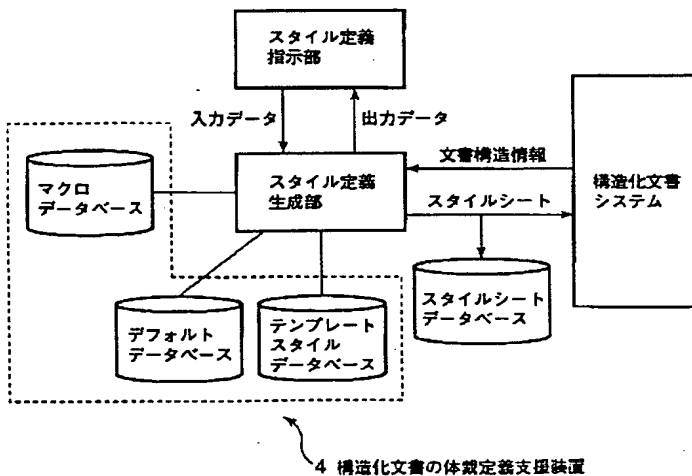 スタイル定義
指示部
入力データ
出力データ
マクロ
データベース
スタイル定義
生成部
文書構造情報
スタイルシート
構造化文書
システム
デフォルト
データベース
テンプレート
スタイル
データベース
スタイルシート
データベース
4 構造化文書の体裁定義支援装置